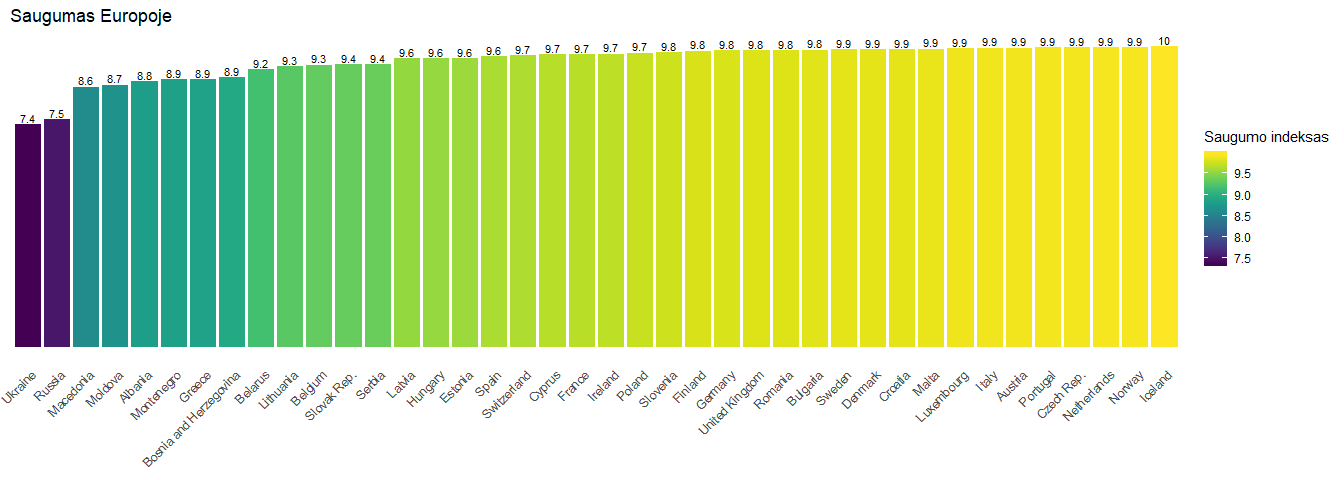 Saugumas Europoje
7.4 7.5 8.6 8.7 8.8 8.9 8.9 8.9 9.2 9.3 9.3 9.4 9.4 9.6 9.6 9.6 9.6 9.7 9.7 9.7 9.7 9.7 9.8 9.8 9.8 9.8 9.8 9.8 9.9 9.9 9.9 9.9 9.9 9.9 9.9 9.9 9.9 9.9 9.9 10
Saugumo indeksas
9.5
9.0
8.5
8.0
7.5
Ukraine
Russia
Macedonia
Moldova
Albania
Montenegro
Greece
Bosnia and Herzegovina
Belarus
Lithuania
Belgium
Slovak Rep.
Serbia
Latvia
Hungary
Estonia
Spain
Switzerland
Cyprus
France
Ireland
Poland
Slovenia
Finland
Germany
United Kingdom
Romania
Bulgaria
Sweden
Denmark
Croatia
Malta
Luxembourg
Italy
Austria
Portugal
Czech Rep.
Netherlands
Norway
Iceland